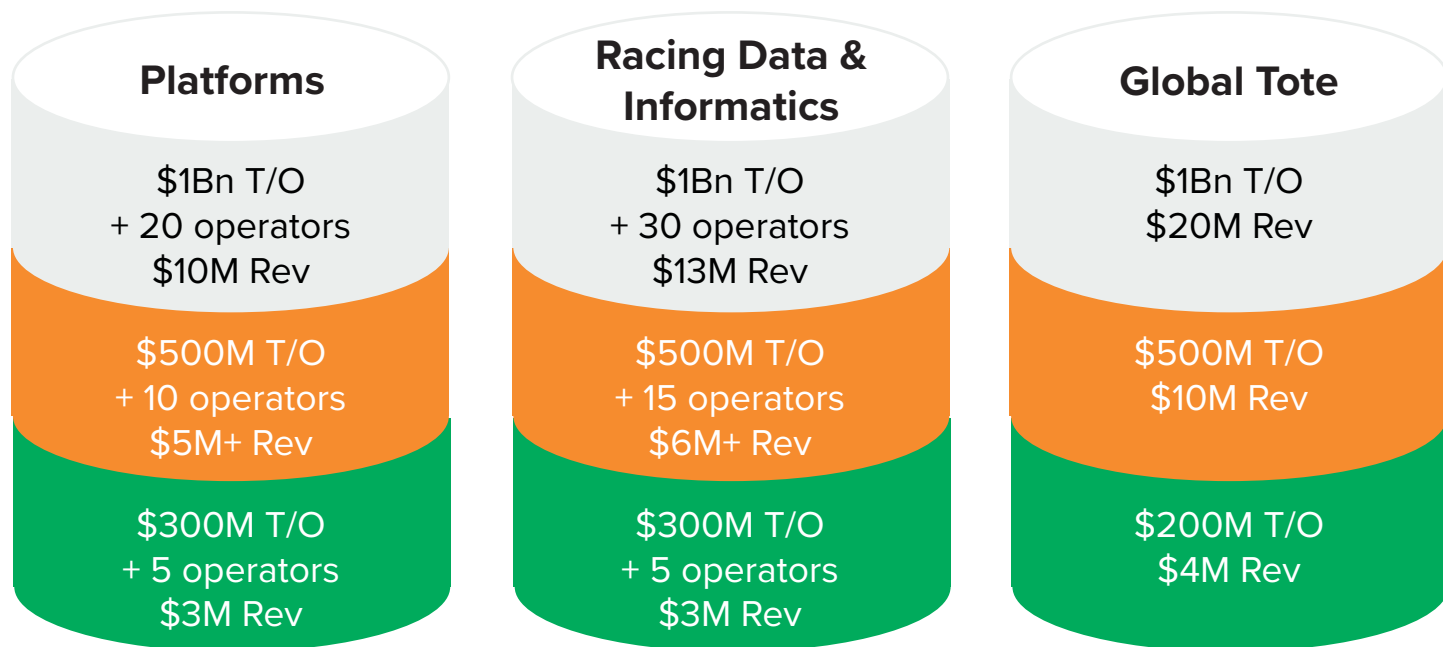 Platforms
$1Bn T/O
+ 20 operators
$10M Rev
$500M T/O
+ 10 operators
$5M+ Rev
$300M T/O
+ 5 operators
$3M Rev
Racing Data &
Informatics
$1Bn T/O
+ 30 operators
$13M Rev
$500M T/O
+ 15 operators
$6M+ Rev
$300M T/O
+ 5 operators
$3M Rev
Global Tote
$1Bn T/O
$20M Rev
$500M T/O
$10M Rev
$200M T/O
$4M Rev